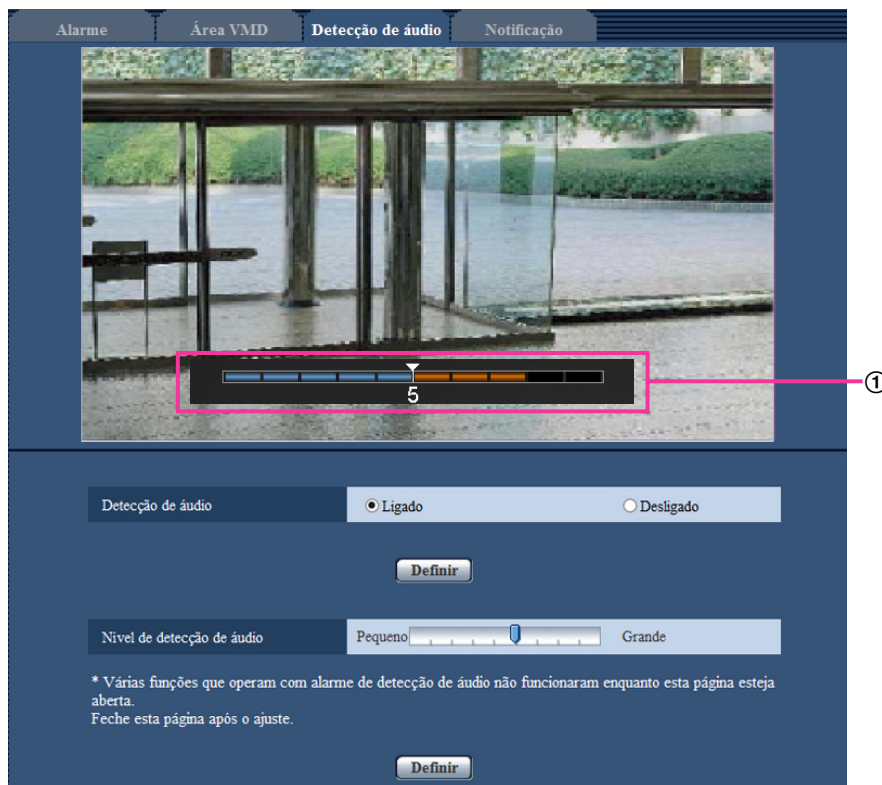 Alarme Área VMD Detecção de áudio Notificação
5
①
Detecção de áudio Ligado Desligado
Definir
Nivel de detecção de áudio Pequeno Grande
* Várias funções que operam com alarme de detecção de áudio não funcionaram enquanto esta página esteja
aberta.
Feche esta página após o ajuste.
Definir